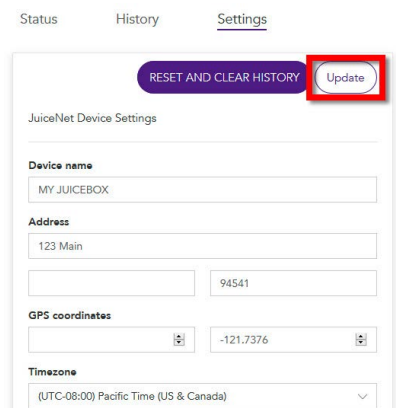 Status History Settings
RESET AND CLEAR HISTORY Update
JuiceNet Device Settings
Device name
MY JUICEBOX
Address
123 Main
94541
GPS coordinates
-121.7376
Timezone
(UTC-08:00) Pacific Time (US & Canada)